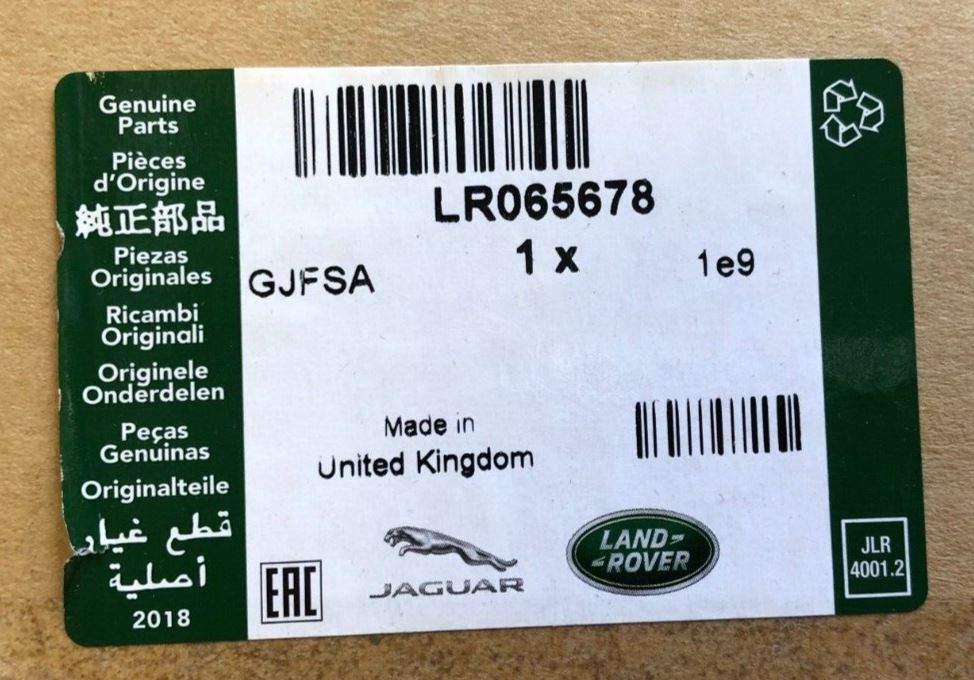 Genuine
Parts
Pièces
d'Origine
純正部品
Piezas
Originales
Ricambi
Originali
Originele
Onderdelen
Peças
Genuinas
Originalteile
قطع غيار
أصلية
2018
LR065678
1 x
1e9
GJFSA
Made in
United Kingdom
EAC
JAGUAR
LAND-
-ROVER
JLR
4001.2